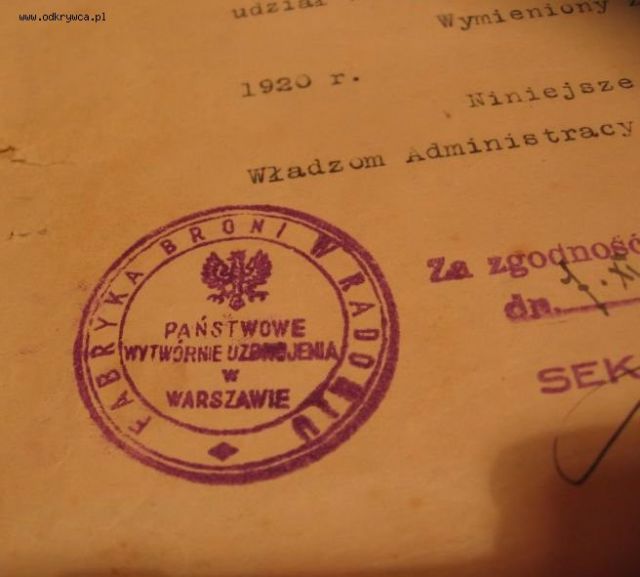 www.odkrywca.pl
udział
Wymieniony
1920 r.
Niniejsze
Władzom Administracy
FABRYKA BRONI W RADOMIU
PAŃSTWOWE
WYTWÓRNIE UZBROJENIA
W
WARSZAWIE
Za zgodność
dn.
SEK